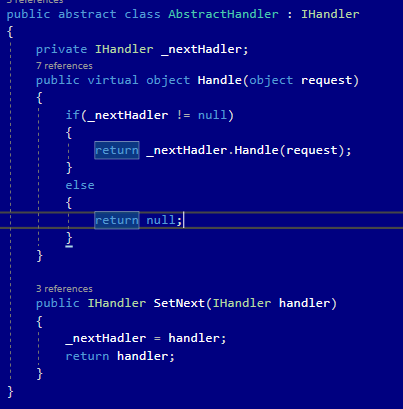 public abstract class AbstractHandler : IHandler
{
private IHandler _nextHadler;
7 references
public virtual object Handle(object request)
{
if(_nextHadler != null)
{
return _nextHadler.Handle(request);
}
else
{
return null;
}
}
3 references
public IHandler SetNext(IHandler handler)
{
_nextHadler = handler;
return handler;
}
}